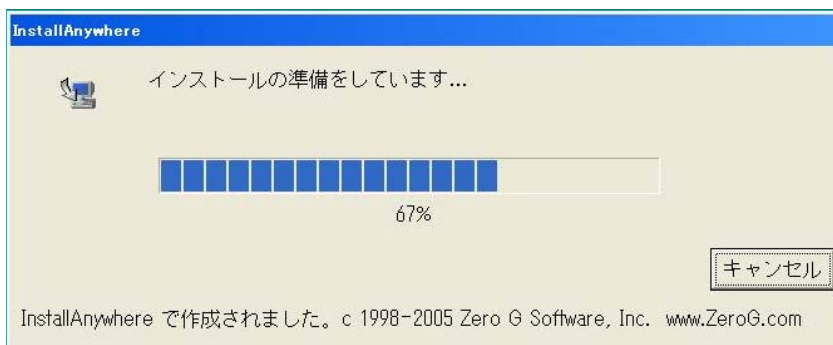 InstallAnywhere
インストールの準備をしています...
67%
キャンセル
InstallAnywhere で作成されました。c 1998-2005 Zero G Software, Inc. www.ZeroG.com